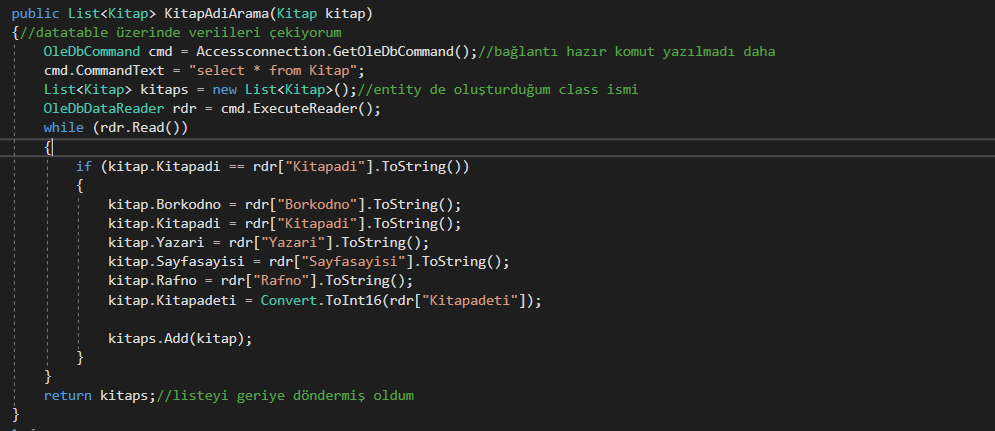 public List<Kitap> KitapAdiArama(Kitap kitap)
{//datatable üzerinde veriileri çekiyorum
OleDbCommand cmd = Accessconnection.GetOleDbCommand();//bağlantı hazır komut yazılmadı daha
cmd.CommandText = "select * from Kitap";
List<Kitap> kitaps = new List<Kitap>();//entity de oluşturduğum class ismi
OleDbDataReader rdr = cmd.ExecuteReader();
while (rdr.Read())
{
if (kitap.Kitapadi == rdr["Kitapadi"].ToString())
{
kitap.Borkodno = rdr["Borkodno"].ToString();
kitap.Kitapadi = rdr["Kitapadi"].ToString();
kitap.Yazari = rdr["Yazari"].ToString();
kitap.Sayfasayisi = rdr["Sayfasayisi"].ToString();
kitap.Rafno = rdr["Rafno"].ToString();
kitap.Kitapadeti = Convert.ToInt16(rdr["Kitapadeti"]);
kitaps.Add(kitap);
}
}
return kitaps;//listeyi geriye döndermiş oldum
}